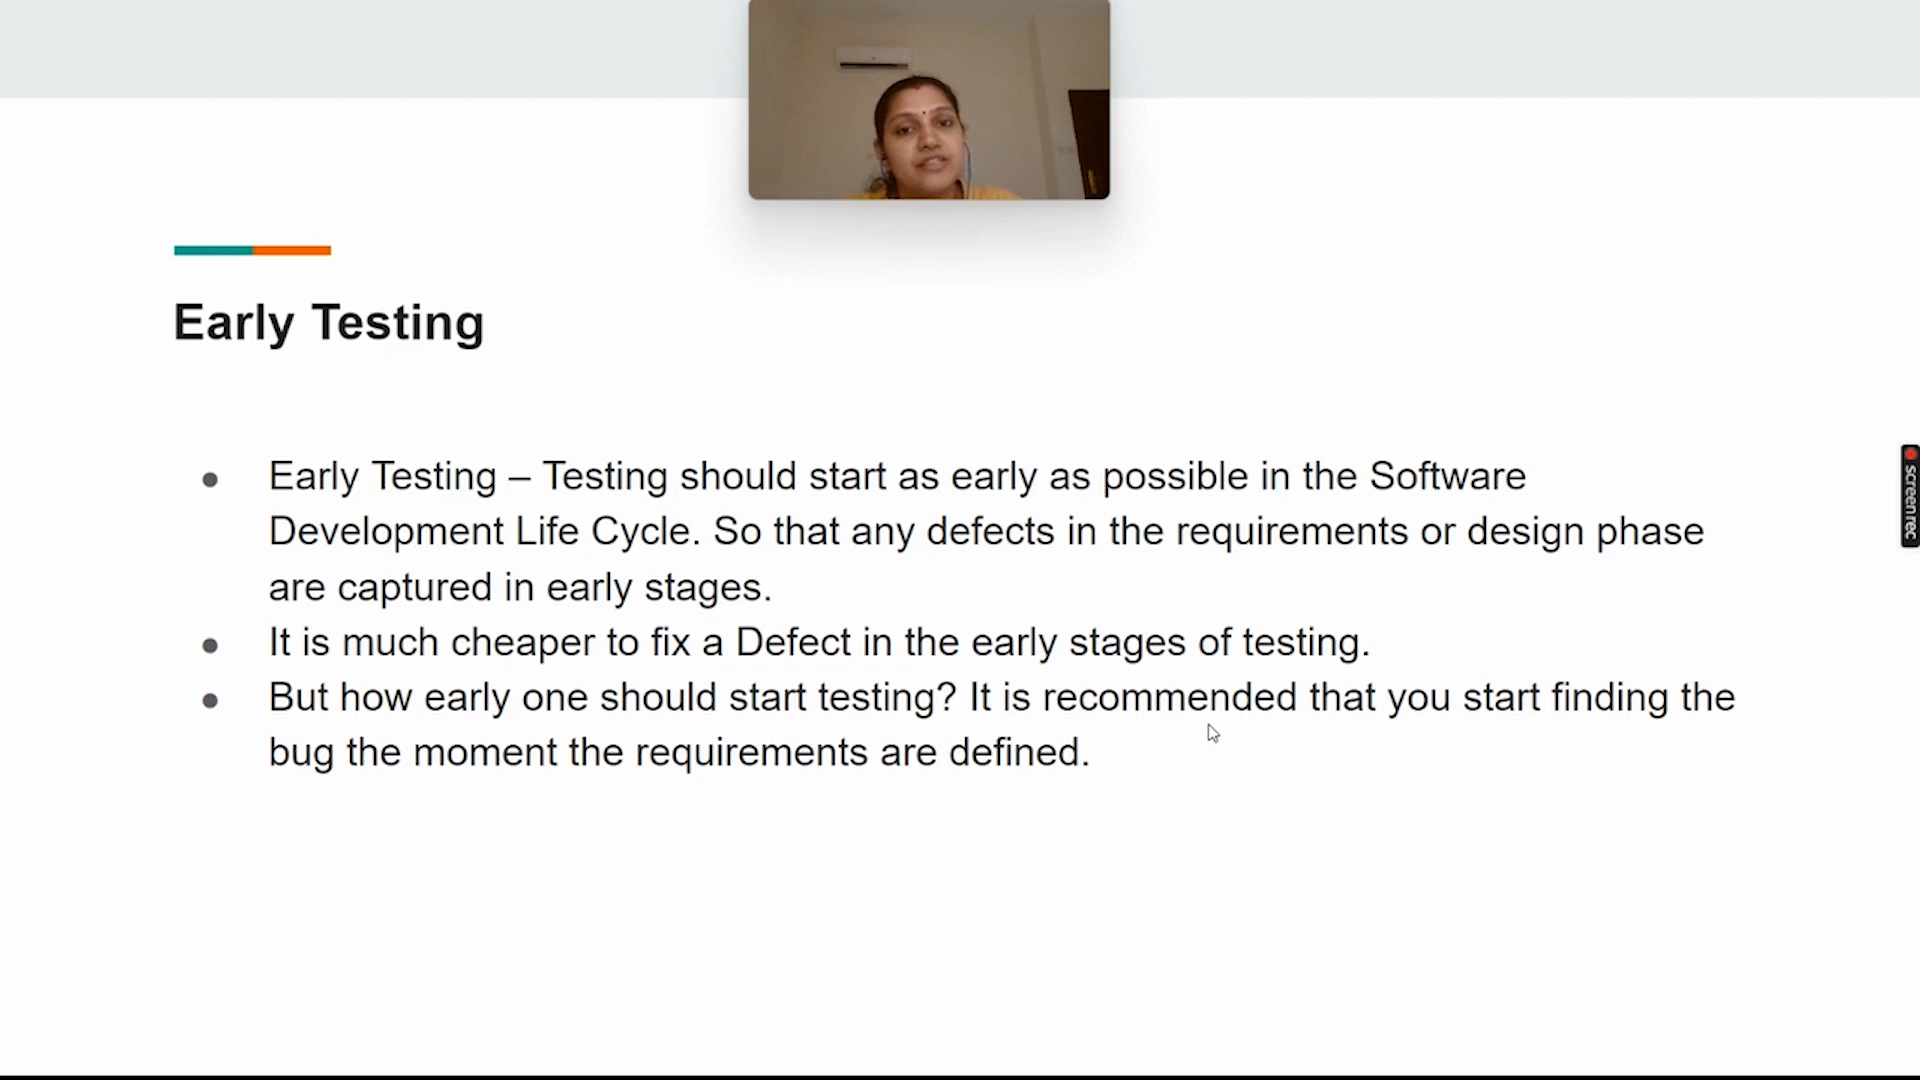 Early Testing
● Early Testing – Testing should start as early as possible in the Software
Development Life Cycle. So that any defects in the requirements or design phase
are captured in early stages.
● It is much cheaper to fix a Defect in the early stages of testing.
● But how early one should start testing? It is recommended that you start finding the
bug the moment the requirements are defined.
screenrec